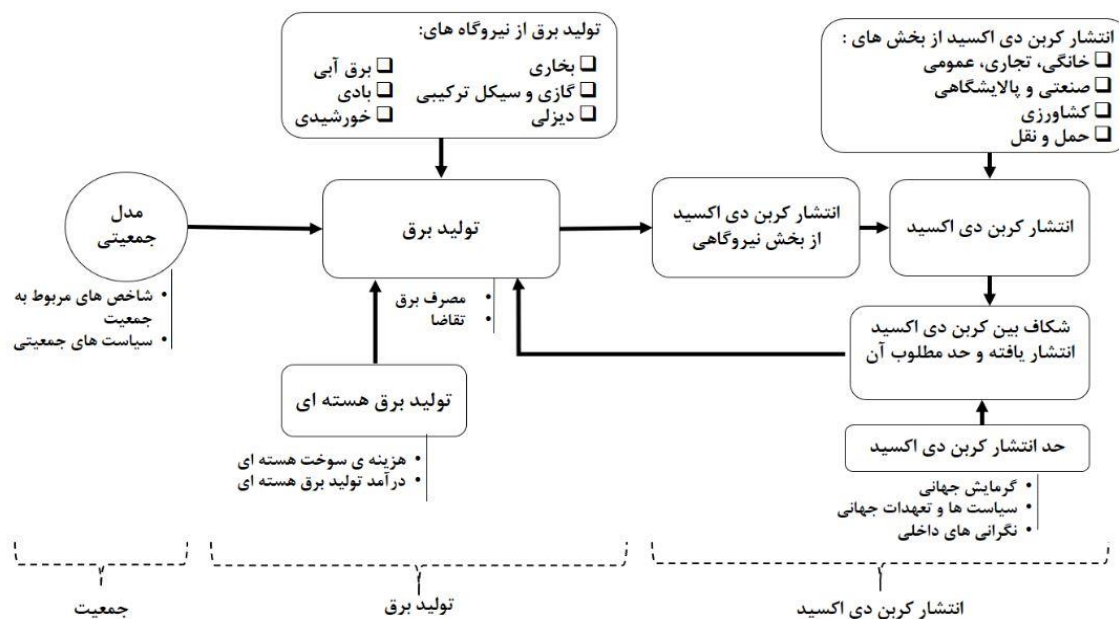 تولید برق از نیروگاه های:
❑ بخاری
❑ گازی و سیکل ترکیبی
❑ دیزلی
❑ برق آبی
❑ بادی
❑ خورشیدی
انتشار کربن دی اکسید از بخش های :
❑ خانگی، تجاری، عمومی
❑ صنعتی و پالایشگاهی
❑ کشاورزی
❑ حمل و نقل
مدل
جمعیتی
• شاخص های مربوط به
جمعیت
• سیاست های جمعیتی
تولید برق
• مصرف برق
• تقاضا
انتشار کربن دی اکسید
از بخش نیروگاهی
انتشار کربن دی اکسید
شکاف بین کربن دی اکسید
انتشار یافته و حد مطلوب آن
تولید برق هسته ای
• هزینه ی سوخت هسته ای
• درآمد تولید برق هسته ای
حد انتشار کربن دی اکسید
• گرمایش جهانی
• سیاست ها و تعهدات جهانی
• نگرانی های داخلی
جمعیت
تولید برق
انتشار کربن دی اکسید